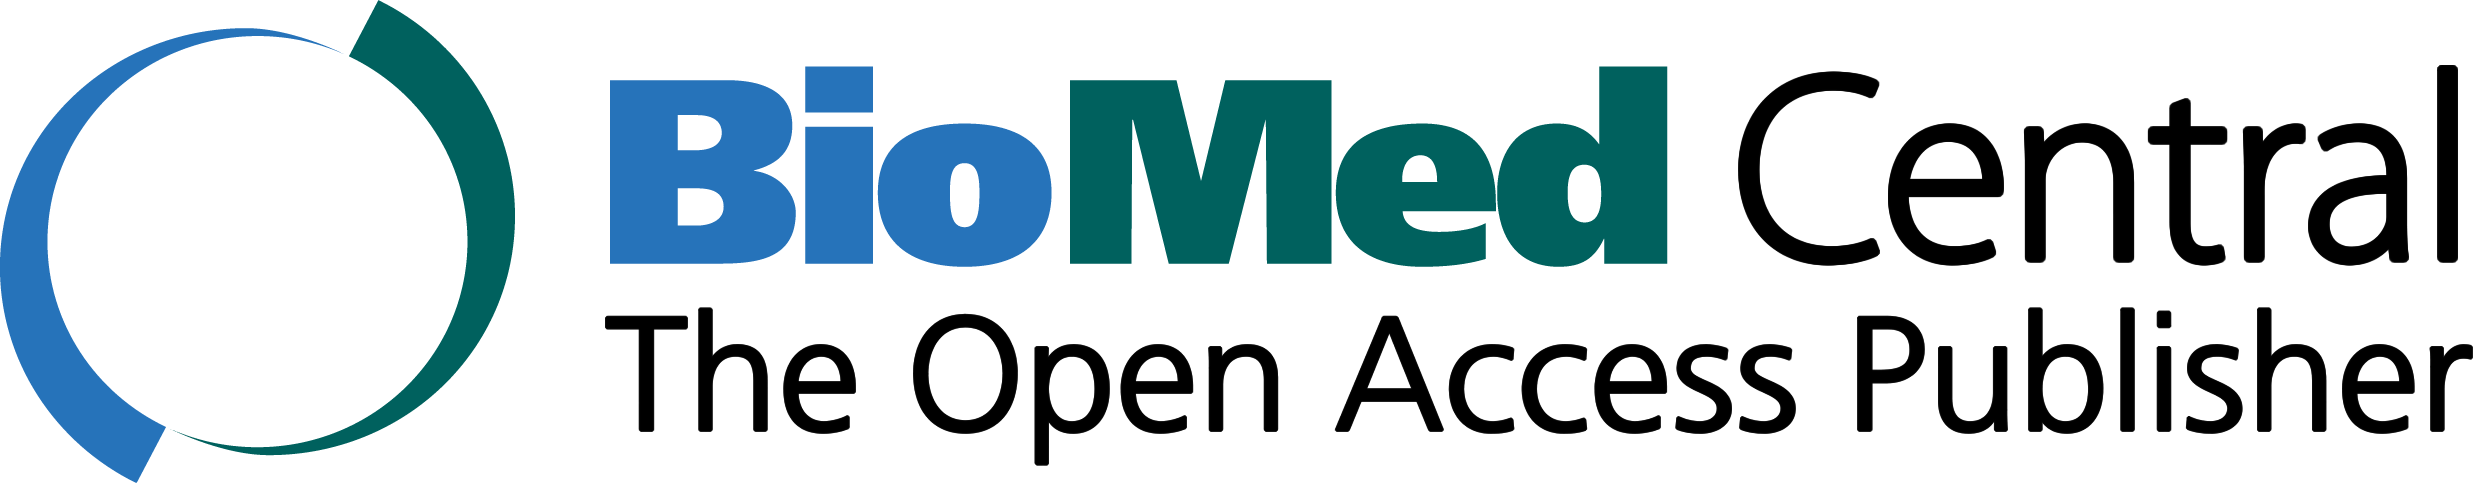 BioMed Central
The Open Access Publisher